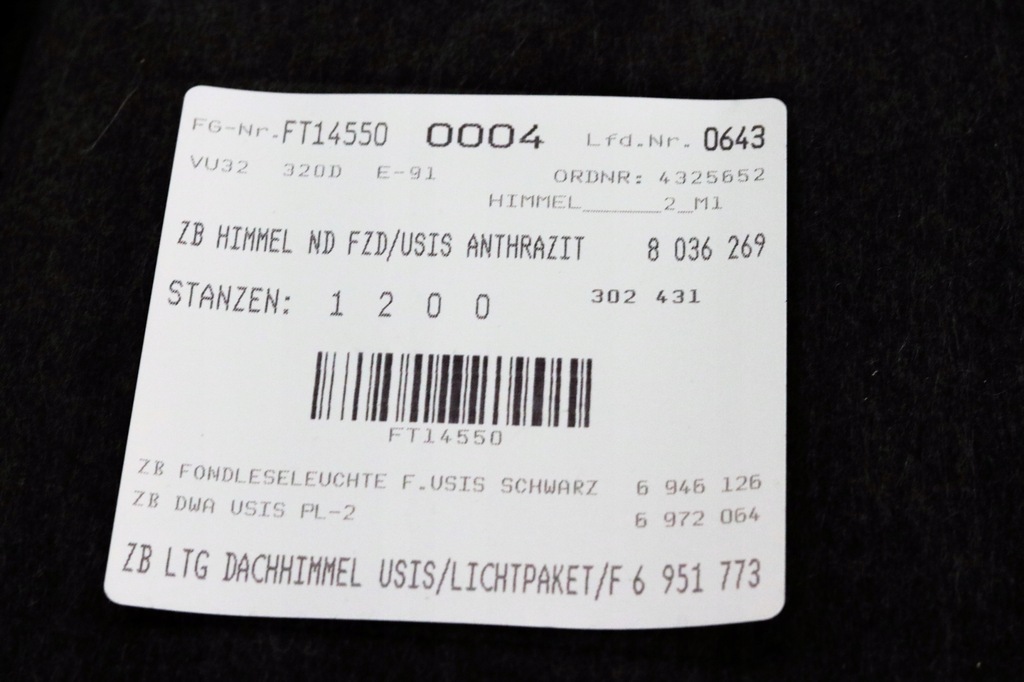 FG-Nr.FT14550 0004 Lfd.Nr. 0643
VU32 320D E-91 ORDNR: 4325652
HIMMEL______2_M1
ZB HIMMEL ND FZD/USIS ANTHRAZIT 8 036 269
STANZEN: 1 2 0 0 302 431
FT14550
ZB FONDLESELEUCHTE F.USIS SCHWARZ 6 946 126
ZB DWA USIS PL-2 6 972 064
ZB LTG DACHHIMMEL USIS/LICHTPAKET/F 6 951 773